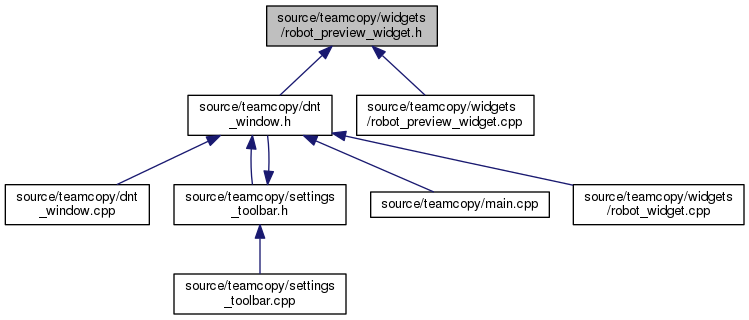 source/teamcopy/widgets
/robot_preview_widget.h
source/teamcopy/dnt
_window.h
source/teamcopy/widgets
/robot_preview_widget.cpp
source/teamcopy/dnt
_window.cpp
source/teamcopy/settings
_toolbar.h
source/teamcopy/main.cpp
source/teamcopy/widgets
/robot_widget.cpp
source/teamcopy/settings
_toolbar.cpp